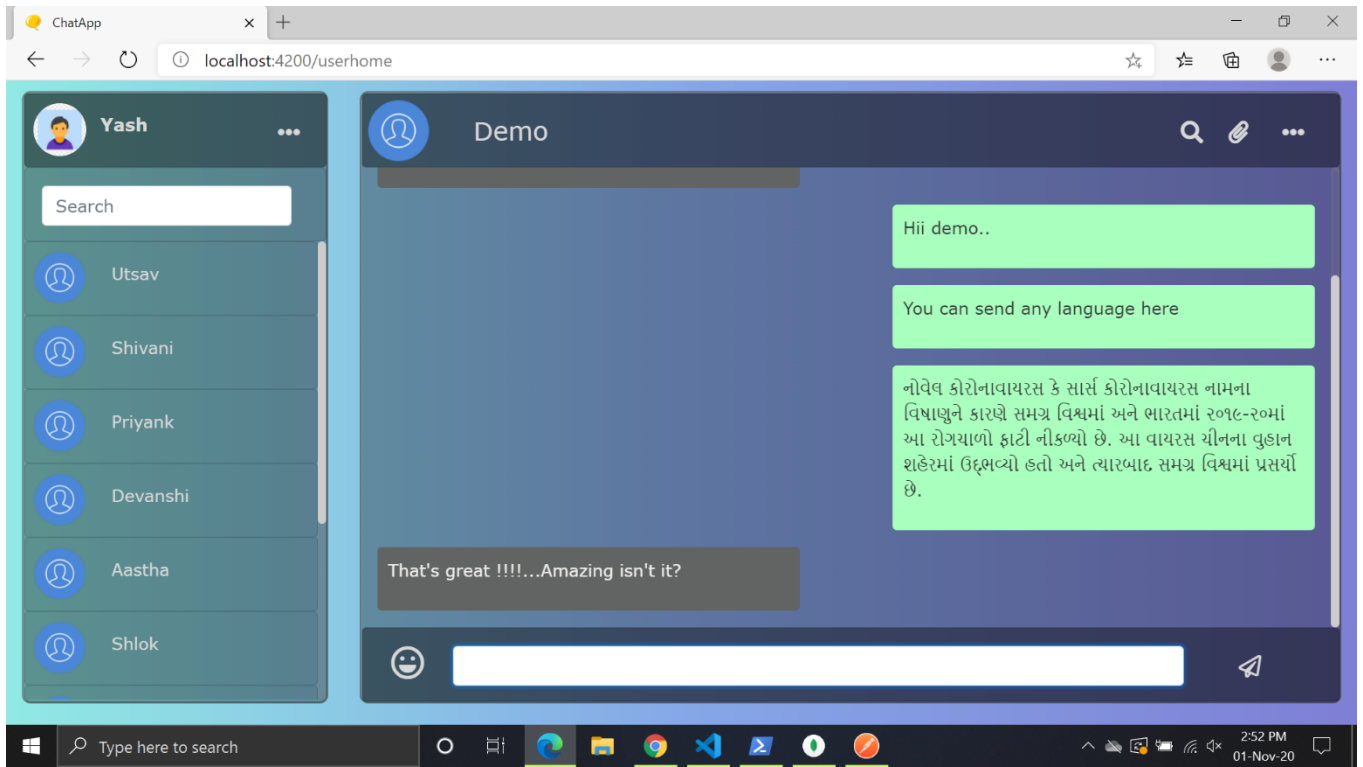 ChatApp
localhost:4200/userhome
Yash
Demo
Search
Hii demo..
Utsav
You can send any language here
Shivani
નોવેલ કોરોનાવાયરસ કે સાર્સ કોરોનાવાયરસ નામના
વિષાણુને કારણે સમગ્ર વિશ્વમાં અને ભારતમાં ૨૦૧૯-૨૦માં
આ રોગચાળો ફાટી નીકળ્યો છે. આ વાયરસ ચીનના વુહાન
શહેરમાં ઉદ્દ્ભવ્યો હતો અને ત્યારબાદ સમગ્ર વિશ્વમાં પ્રસર્યો
છે.
Priyank
Devanshi
Aastha
That's great !!!!...Amazing isn't it?
Shlok
Type here to search
2:52 PM
01-Nov-20